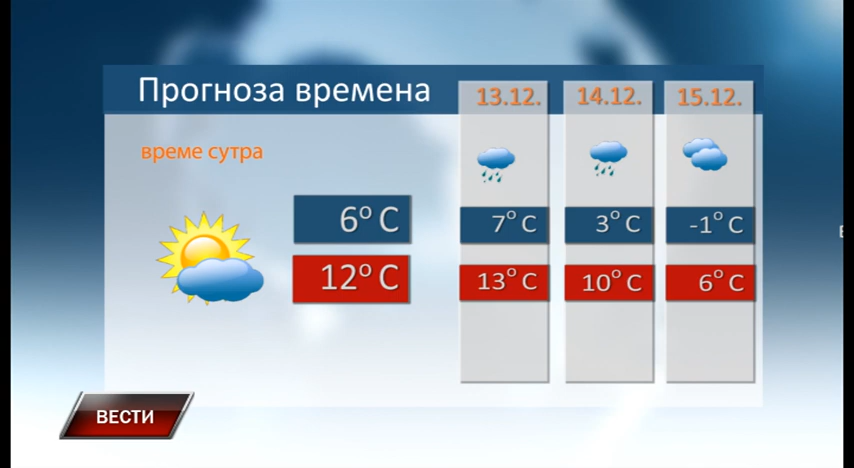 Прогноза времена
време сутра
6° C
12° C
13.12.
7° C
13° C
14.12.
3° C
10° C
15.12.
-1° C
6° C
ВЕСТИ